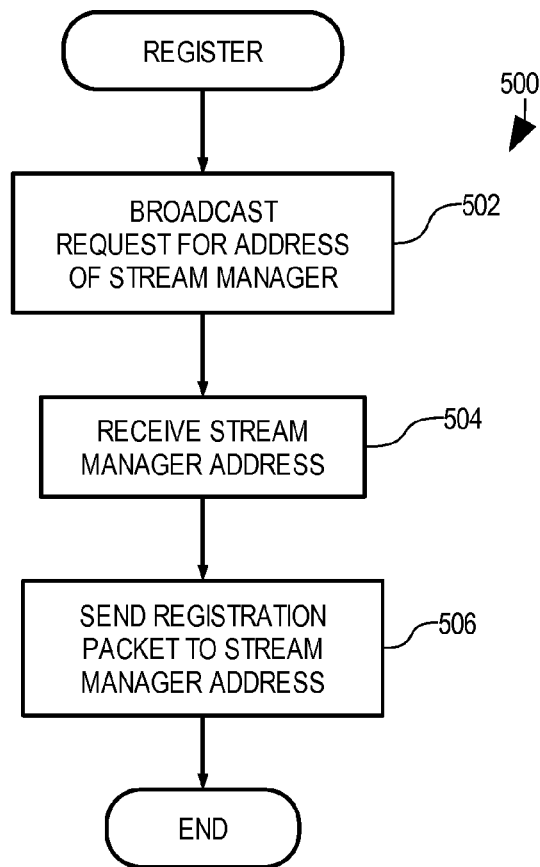 REGISTER
500
BROADCAST
REQUEST FOR ADDRESS
OF STREAM MANAGER
502
RECEIVE STREAM
MANAGER ADDRESS
504
SEND REGISTRATION
PACKET TO STREAM
MANAGER ADDRESS
506
END